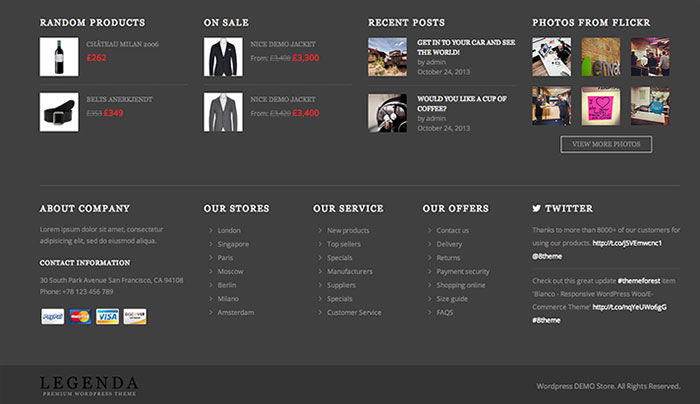 RANDOM PRODUCTS
CHÂTEAU MILAN 2006
£262
BELTS ANERKJENDT
£353 £349
ON SALE
NICE DEMO JACKET
From: £3,400 £3,300
NICE DEMO JACKET
From: £3,420 £3,400
RECENT POSTS
GET IN TO YOUR CAR AND SEE
THE WORLD!
by admin
October 24, 2013
WOULD YOU LIKE A CUP OF
COFFEE?
by admin
October 24, 2013
PHOTOS FROM FLICKR
VIEW MORE PHOTOS
ABOUT COMPANY
Lorem ipsum dolor sit amet, consectetur
adipisicing elit, sed do eiusmod aliqua.
CONTACT INFORMATION
30 South Park Avenue San Francisco, CA 94108
Phone: +78 123 456 789
PayPal MasterCard VISA DISCOVER
OUR STORES
London
Singapore
Paris
Moscow
Berlin
Milano
Amsterdam
OUR SERVICE
New products
Top sellers
Specials
Manufacturers
Suppliers
Specials
Customer Service
OUR OFFERS
Contact us
Delivery
Returns
Payment security
Shopping online
Size guide
FAQS
TWITTER
Thanks to more than 8000+ of our customers for
using our products. http://t.co/J5VEmwcnc1
@8theme
Check out this great update #themeforest item
'Blanco - Responsive WordPress Woo/E-
Commerce Theme' http://t.co/nqYeUWo6gG
#8theme
LEGENDA
PREMIUM WORDPRESS THEME
Wordpress DEMO Store. All Rights Reserved.